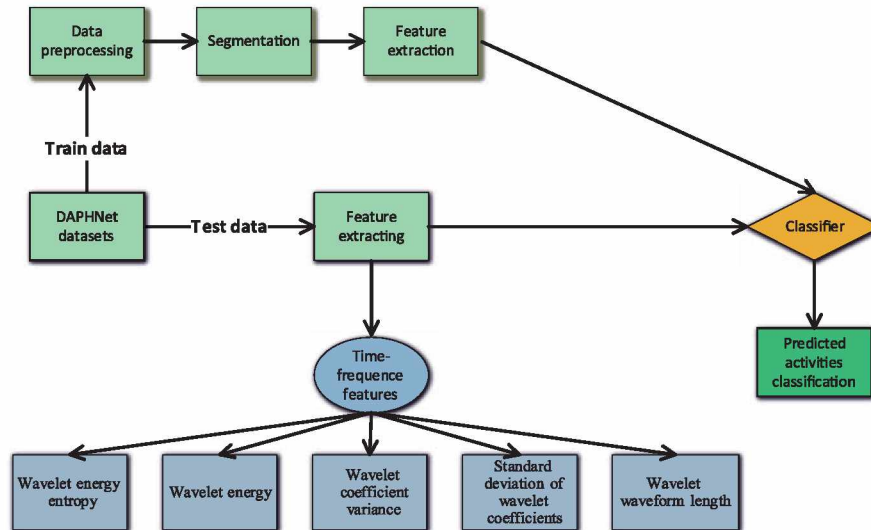 Data
preprocessing
Segmentation
Feature
extraction
Train data
DAPHNet
datasets
Test data
Feature
extracting
Classifier
Time-
frequence
features
Predicted
activities
classification
Wavelet energy
entropy
Wavelet energy
Wavelet
coefficient
variance
Standard
deviation of
wavelet
coefficients
Wavelet
waveform length